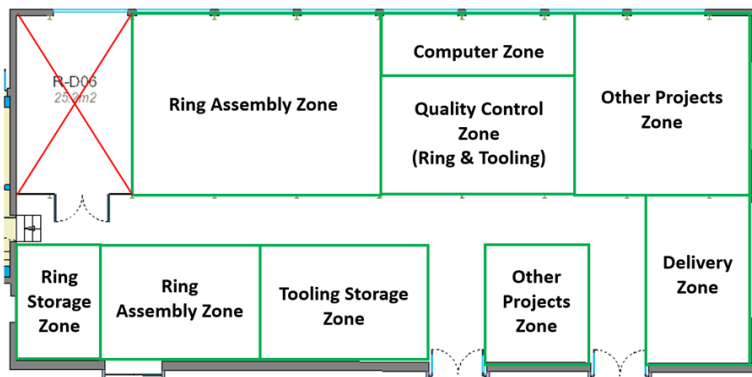 R-D06
25.2m2
Ring Assembly Zone
Computer Zone
Quality Control
Zone
(Ring & Tooling)
Other Projects
Zone
Ring
Storage
Zone
Ring
Assembly Zone
Tooling Storage
Zone
Other
Projects
Zone
Delivery
Zone